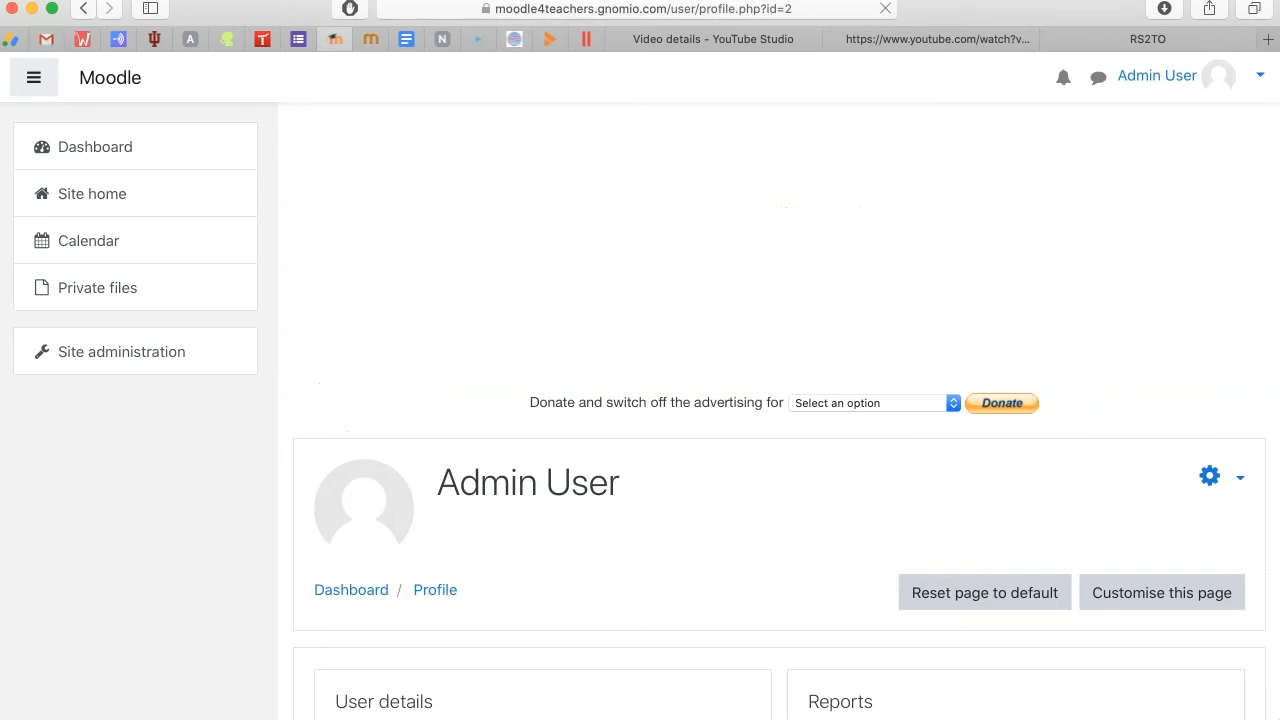 moodle4teachers.gnomio.com/user/profile.php?id=2
Video details - YouTube Studio
https://www.youtube.com/watch?v...
RS2TO
Moodle
Admin User
Dashboard
Site home
Calendar
Private files
Site administration
Donate and switch off the advertising for Select an option Donate
Admin User
Dashboard / Profile
Reset page to default
Customise this page
User details
Reports